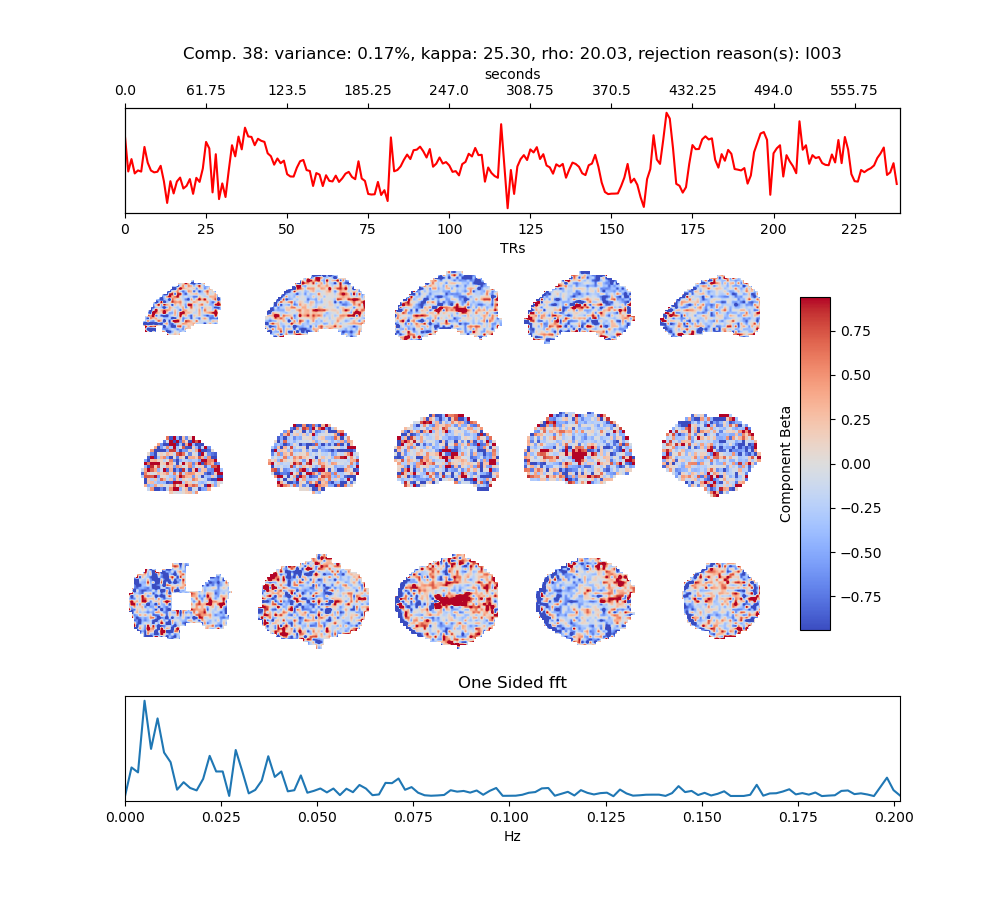 Comp. 38: variance: 0.17%, kappa: 25.30, rho: 20.03, rejection reason(s): I003
seconds
0.0 61.75 123.5 185.25 247.0 308.75 370.5 432.25 494.0 555.75
0 25 50 75 100 125 150 175 200 225
TRs
0.75
0.50
0.25
0.00
−0.25
−0.50
−0.75
Component Beta
One Sided fft
0.000 0.025 0.050 0.075 0.100 0.125 0.150 0.175 0.200
Hz